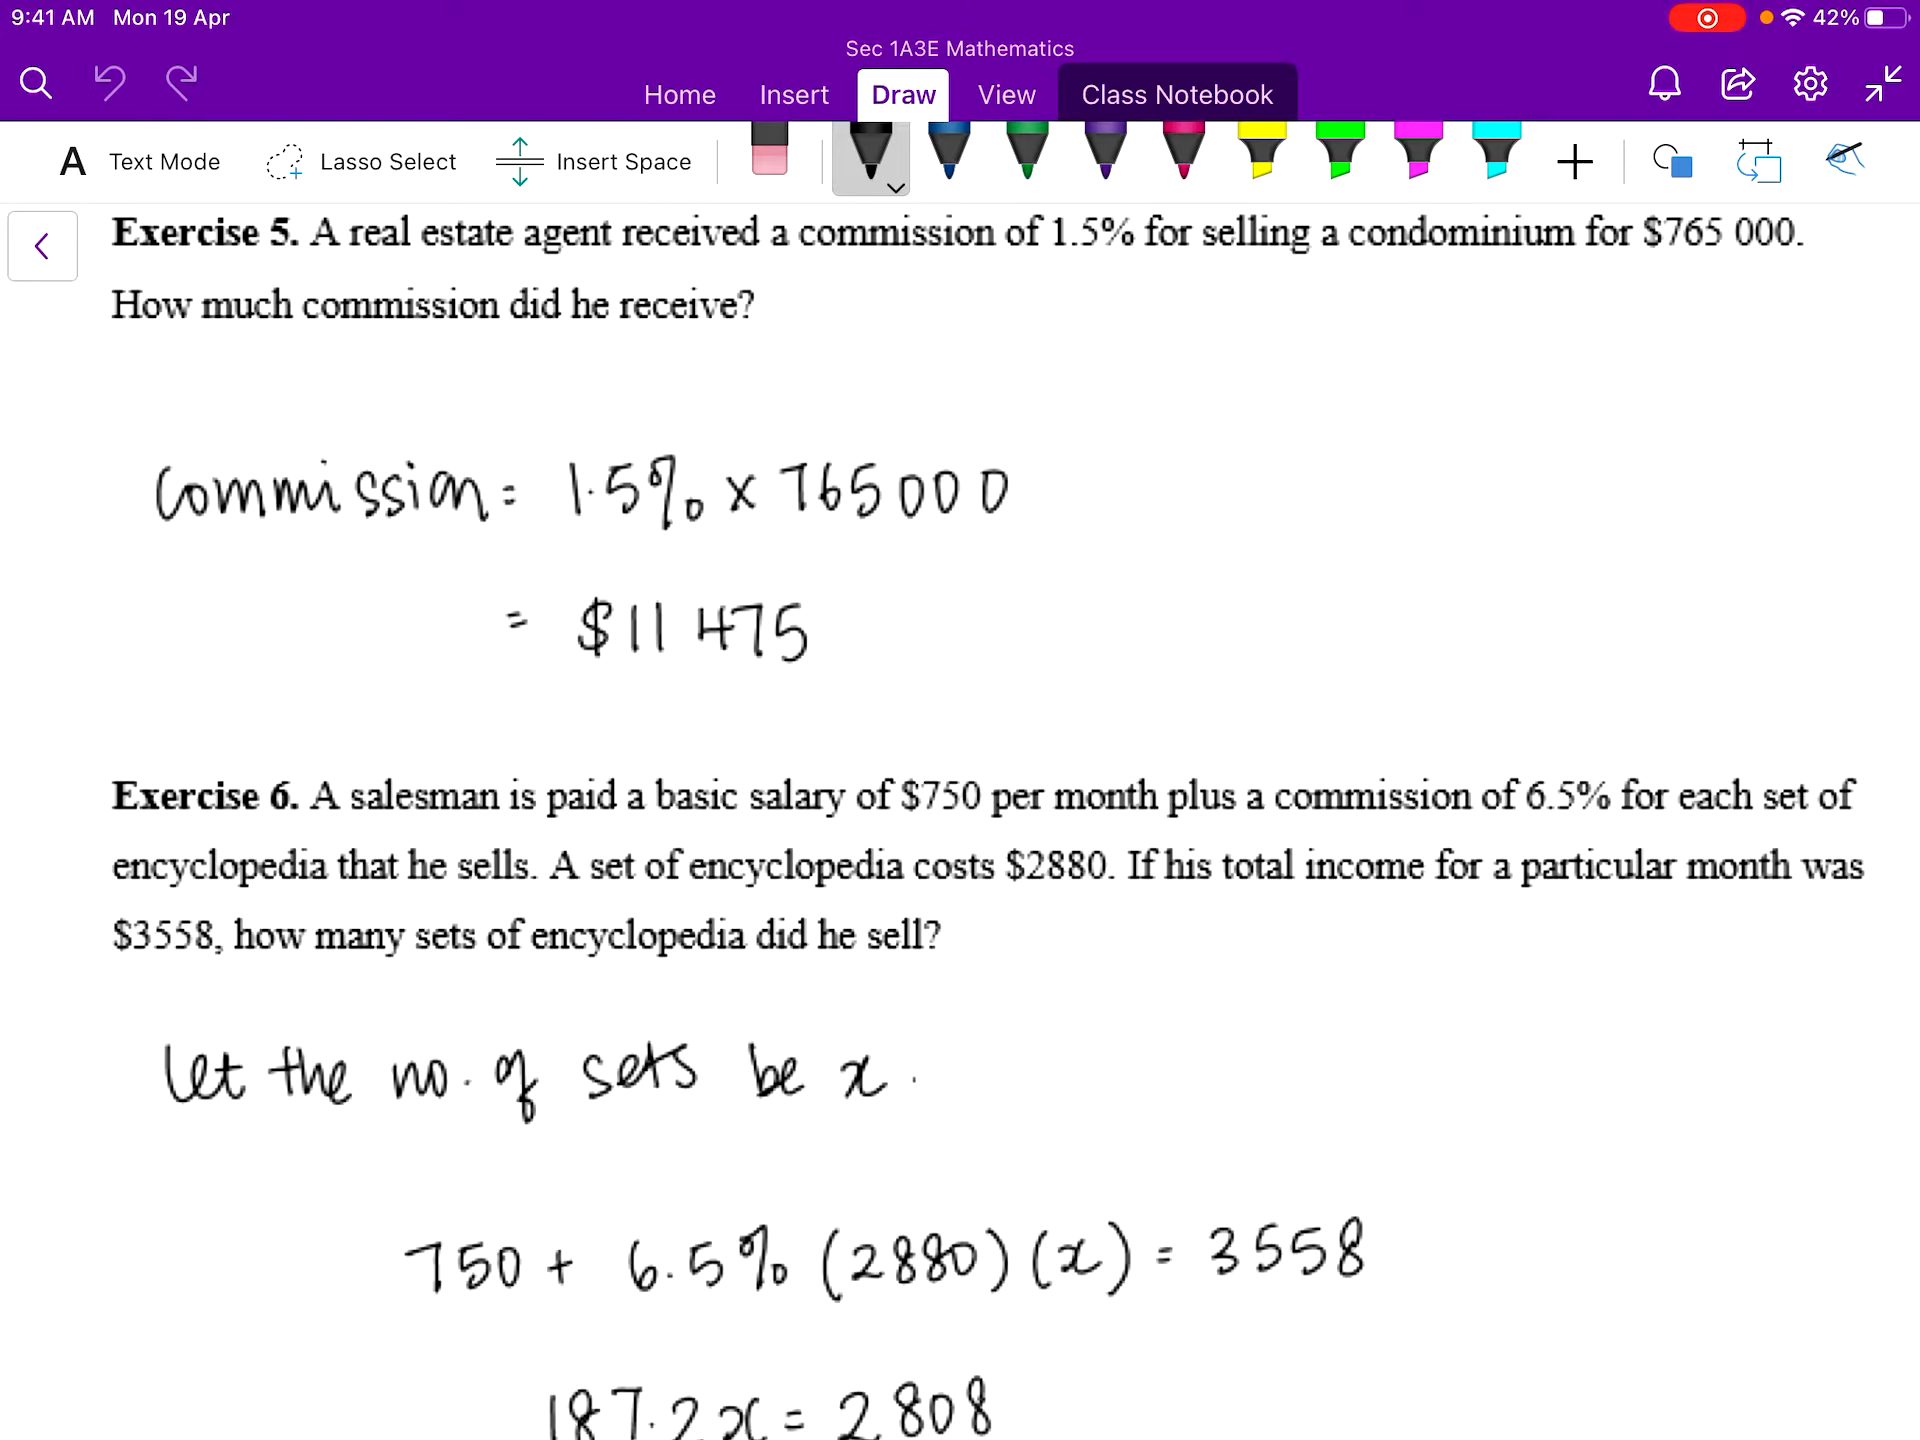 9:41 AM Mon 19 Apr
42%
Sec 1A3E Mathematics
Home Insert Draw View Class Notebook
A Text Mode Lasso Select Insert Space
Exercise 5. A real estate agent received a commission of 1.5% for selling a condominium for $765 000.
How much commission did he receive?
Commission = 1.5% x 765000
= $11 475
Exercise 6. A salesman is paid a basic salary of $750 per month plus a commission of 6.5% for each set of
encyclopedia that he sells. A set of encyclopedia costs $2880. If his total income for a particular month was
$3558, how many sets of encyclopedia did he sell?
let the no. of sets be x.
750 + 6.5% (2880)(x) = 3558
187.2x = 2808